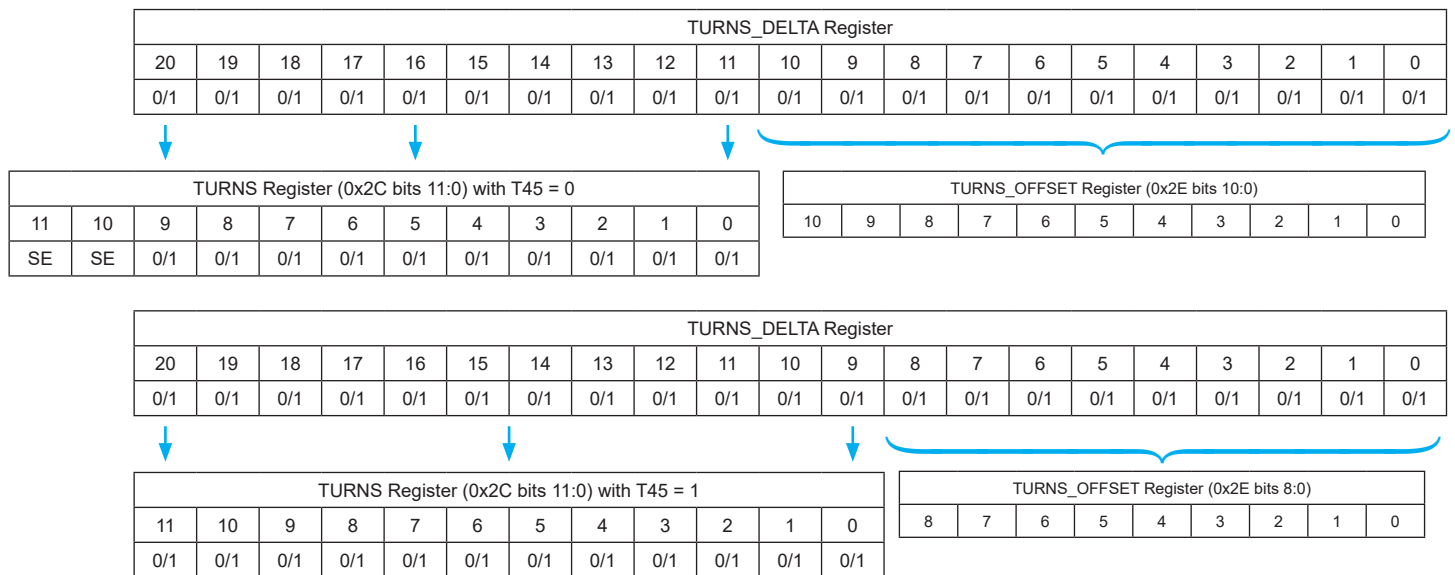 TURNS_DELTA Register
20 19 18 17 16 15 14 13 12 11 10 9 8 7 6 5 4 3 2 1 0
0/1 0/1 0/1 0/1 0/1 0/1 0/1 0/1 0/1 0/1 0/1 0/1 0/1 0/1 0/1 0/1 0/1 0/1 0/1 0/1 0/1
TURNS Register (0x2C bits 11:0) with T45 = 0
11 10 9 8 7 6 5 4 3 2 1 0
SE SE 0/1 0/1 0/1 0/1 0/1 0/1 0/1 0/1 0/1 0/1
TURNS_OFFSET Register (0x2E bits 10:0)
10 9 8 7 6 5 4 3 2 1 0
TURNS_DELTA Register
20 19 18 17 16 15 14 13 12 11 10 9 8 7 6 5 4 3 2 1 0
0/1 0/1 0/1 0/1 0/1 0/1 0/1 0/1 0/1 0/1 0/1 0/1 0/1 0/1 0/1 0/1 0/1 0/1 0/1 0/1 0/1
TURNS Register (0x2C bits 11:0) with T45 = 1
11 10 9 8 7 6 5 4 3 2 1 0
0/1 0/1 0/1 0/1 0/1 0/1 0/1 0/1 0/1 0/1 0/1 0/1
TURNS_OFFSET Register (0x2E bits 8:0)
8 7 6 5 4 3 2 1 0